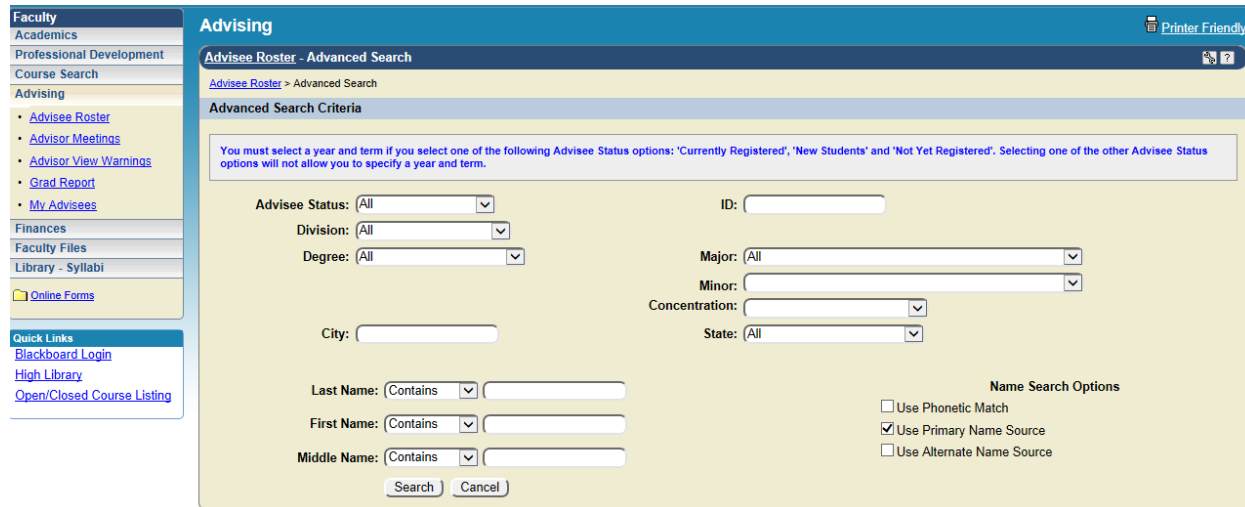 Faculty
Academics
Professional Development
Course Search
Advising
• Advisee Roster
• Advisor Meetings
• Advisor View Warnings
• Grad Report
• My Advisees
Finances
Faculty Files
Library - Syllabi
Online Forms
Quick Links
Blackboard Login
High Library
Open/Closed Course Listing
Advising
Printer Friendly
Advisee Roster - Advanced Search
?
Advisee Roster > Advanced Search
Advanced Search Criteria
You must select a year and term if you select one of the following Advisee Status options: 'Currently Registered', 'New Students' and 'Not Yet Registered'. Selecting one of the other Advisee Status
options will not allow you to specify a year and term.
Advisee Status: All
ID:
Division: All
Degree: All
Major: All
Minor:
Concentration:
City:
State: All
Last Name: Contains
First Name: Contains
Middle Name: Contains
Name Search Options
Use Phonetic Match
Use Primary Name Source
Use Alternate Name Source
Search Cancel